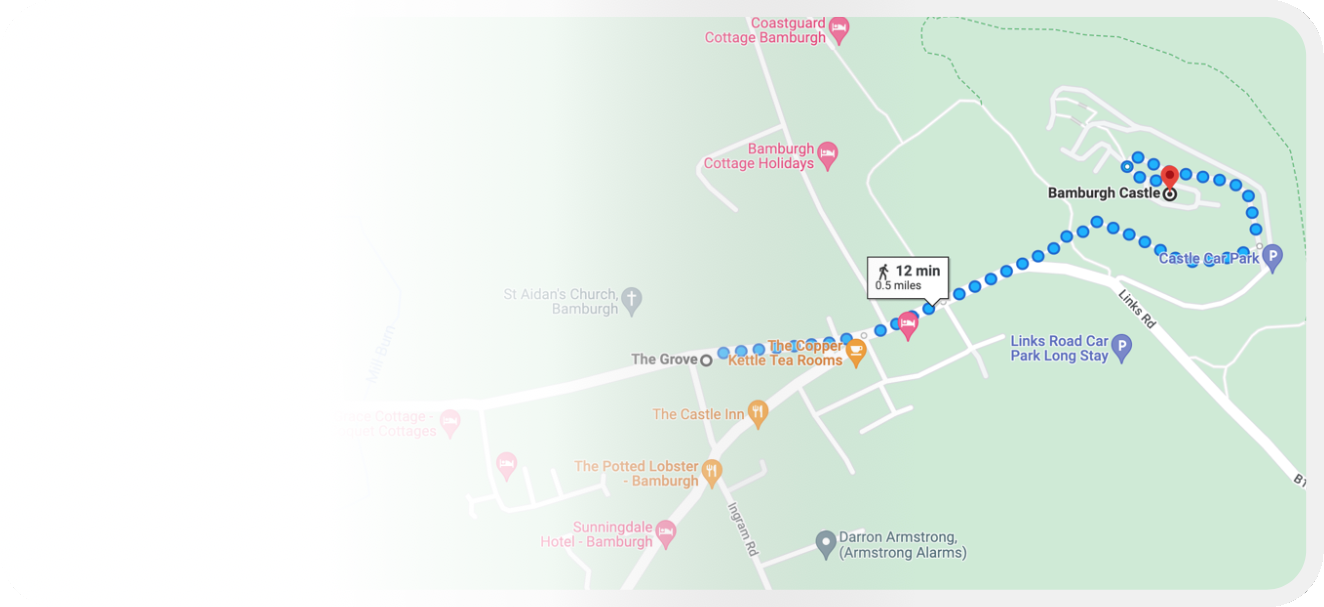 Coastguard
Cottage Bamburgh
Bamburgh
Cottage Holidays
Bamburgh Castle
Castle Car Park
12 min
0.5 miles
St Aidan's Church,
Bamburgh
Mill Burn
Links Rd
Links Road Car
Park Long Stay
The Grove
The Copper
Kettle Tea Rooms
The Castle Inn
Cottage -
Cottages
The Potted Lobster
- Bamburgh
B1
Ingram Rd
Sunningdale
Hotel - Bamburgh
Darron Armstrong,
(Armstrong Alarms)
P
P